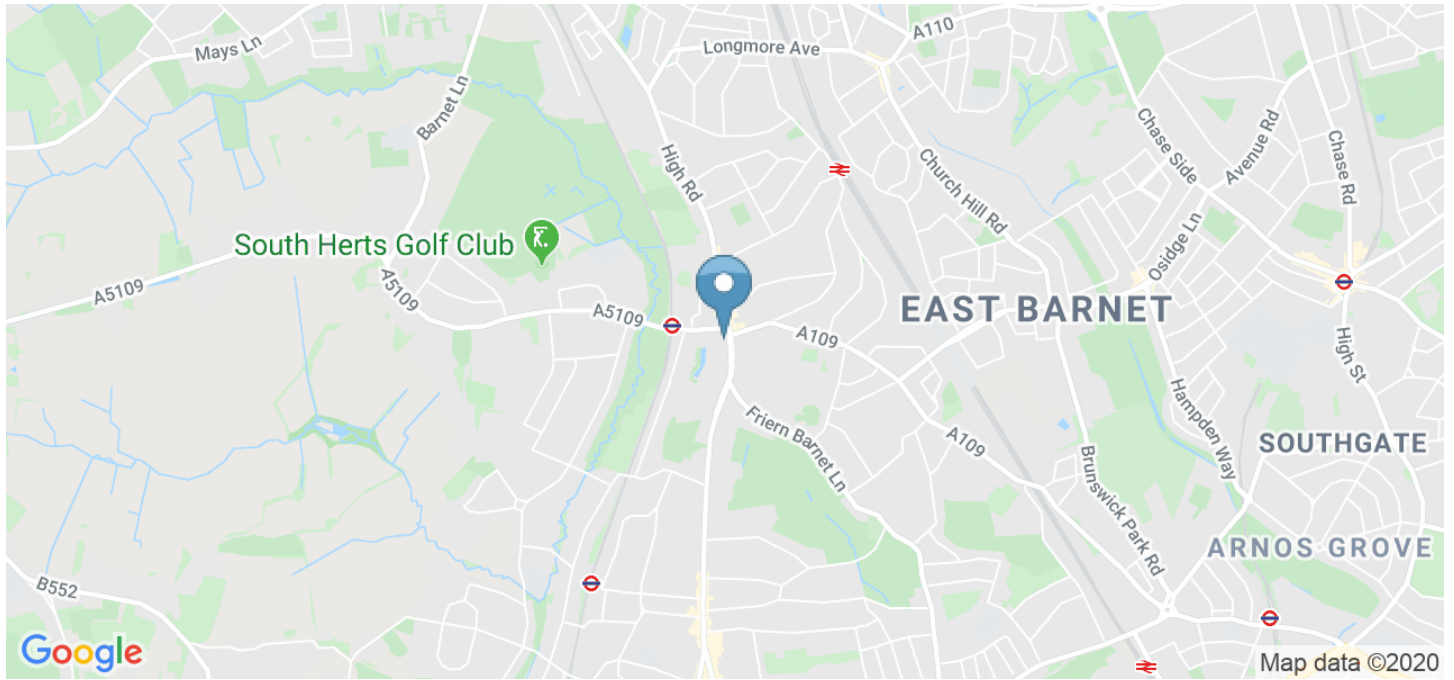 Mays Ln
Longmore Ave
A110
Barnet Ln
High Rd
Church Hill Rd
Chase Side
Avenue Rd
Chase Rd
South Herts Golf Club
Osidge Ln
A5109
A5109
A5109
A109
EAST BARNET
High St
Friern Barnet Ln
A109
Hampden Way
SOUTHGATE
Brunswick Park Rd
ARNOS GROVE
B552
Google
Map data ©2020